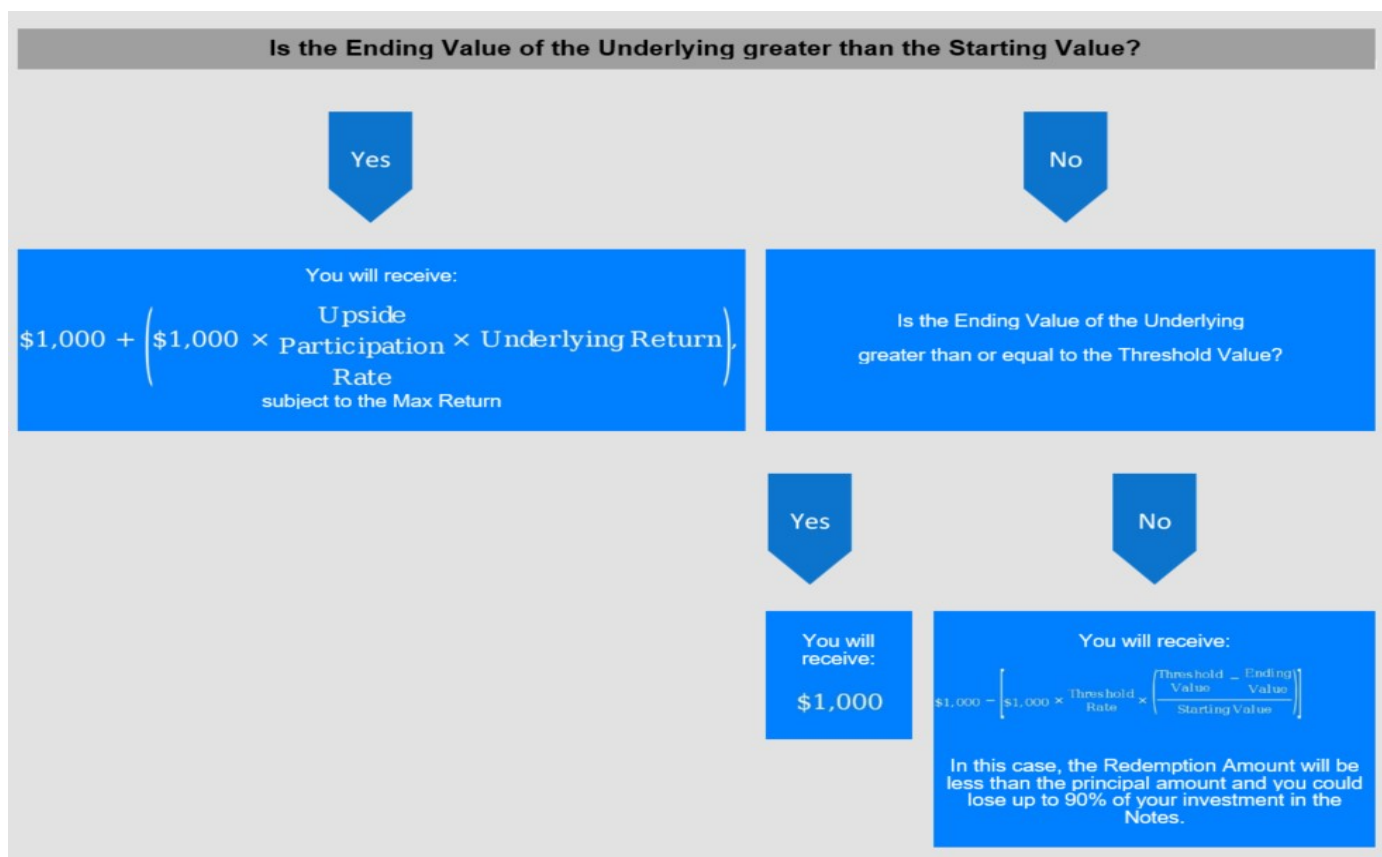 Is the Ending Value of the Underlying greater than the Starting Value?
Yes
No
You will receive:
$1,000 + ($1,000 × Upside Participation Rate × Underlying Return),
subject to the Max Return
Is the Ending Value of the Underlying
greater than or equal to the Threshold Value?
Yes
No
You will
receive:
$1,000
You will receive:
$1,000 − [$1,000 × Threshold Rate × ((Threshold Value − Ending Value) / Starting Value)]
In this case, the Redemption Amount will be
less than the principal amount and you could
lose up to 90% of your investment in the
Notes.